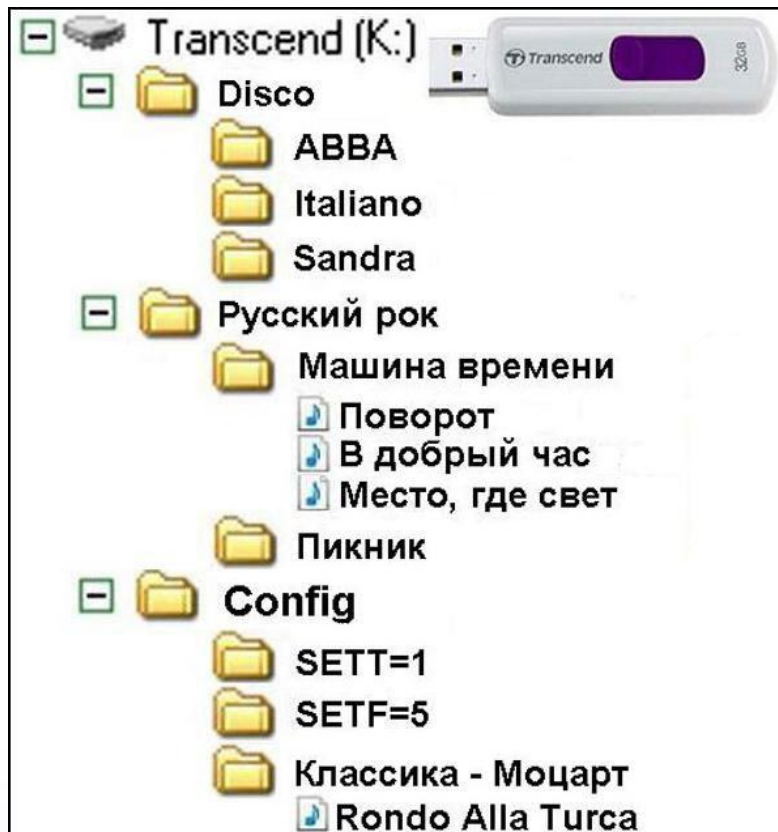 Transcend (K:)
Transcend 32GB
Disco
ABBA
Italiano
Sandra
Русский рок
Машина времени
Поворот
В добрый час
Место, где свет
Пикник
Config
SETT=1
SETF=5
Классика - Моцарт
Rondo Alla Turca